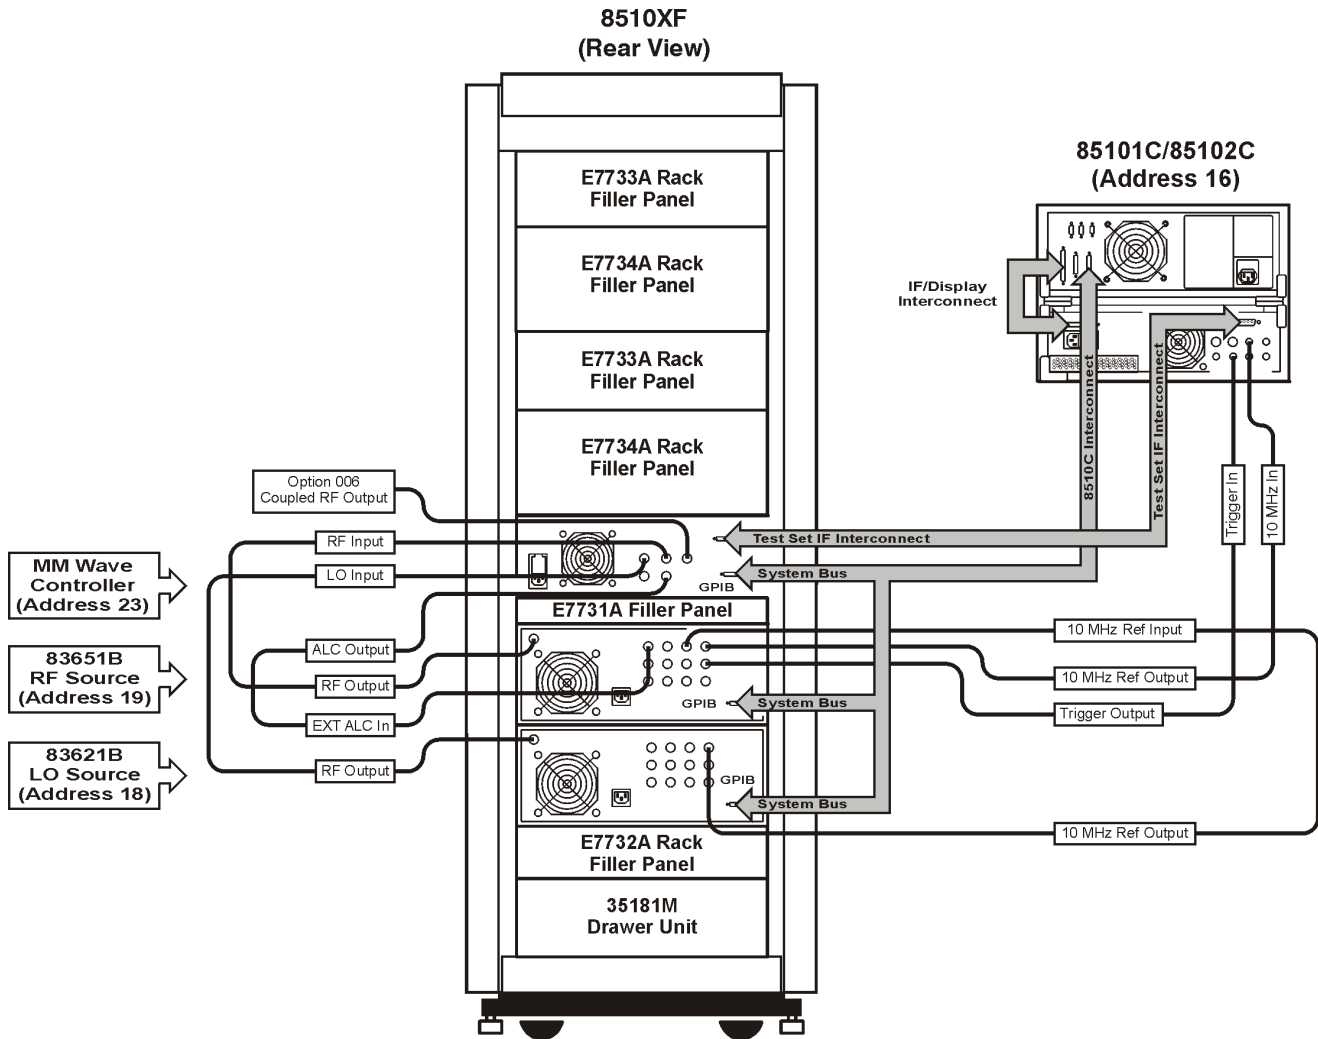 8510XF
(Rear View)
85101C/85102C
(Address 16)
E7733A Rack
Filler Panel
E7734A Rack
Filler Panel
IF/Display
Interconnect
E7733A Rack
Filler Panel
E7734A Rack
Filler Panel
8510C Interconnect
Test Set IF Interconnect
Trigger In
10 MHz In
Option 006
Coupled RF Output
RF Input
Test Set IF Interconnect
LO Input
System Bus
GPIB
MM Wave
Controller
(Address 23)
E7731A Filler Panel
10 MHz Ref Input
ALC Output
83651B
RF Source
(Address 19)
RF Output
10 MHz Ref Output
GPIB
System Bus
Trigger Output
EXT ALC In
83621B
LO Source
(Address 18)
RF Output
GPIB
System Bus
10 MHz Ref Output
E7732A Rack
Filler Panel
35181M
Drawer Unit